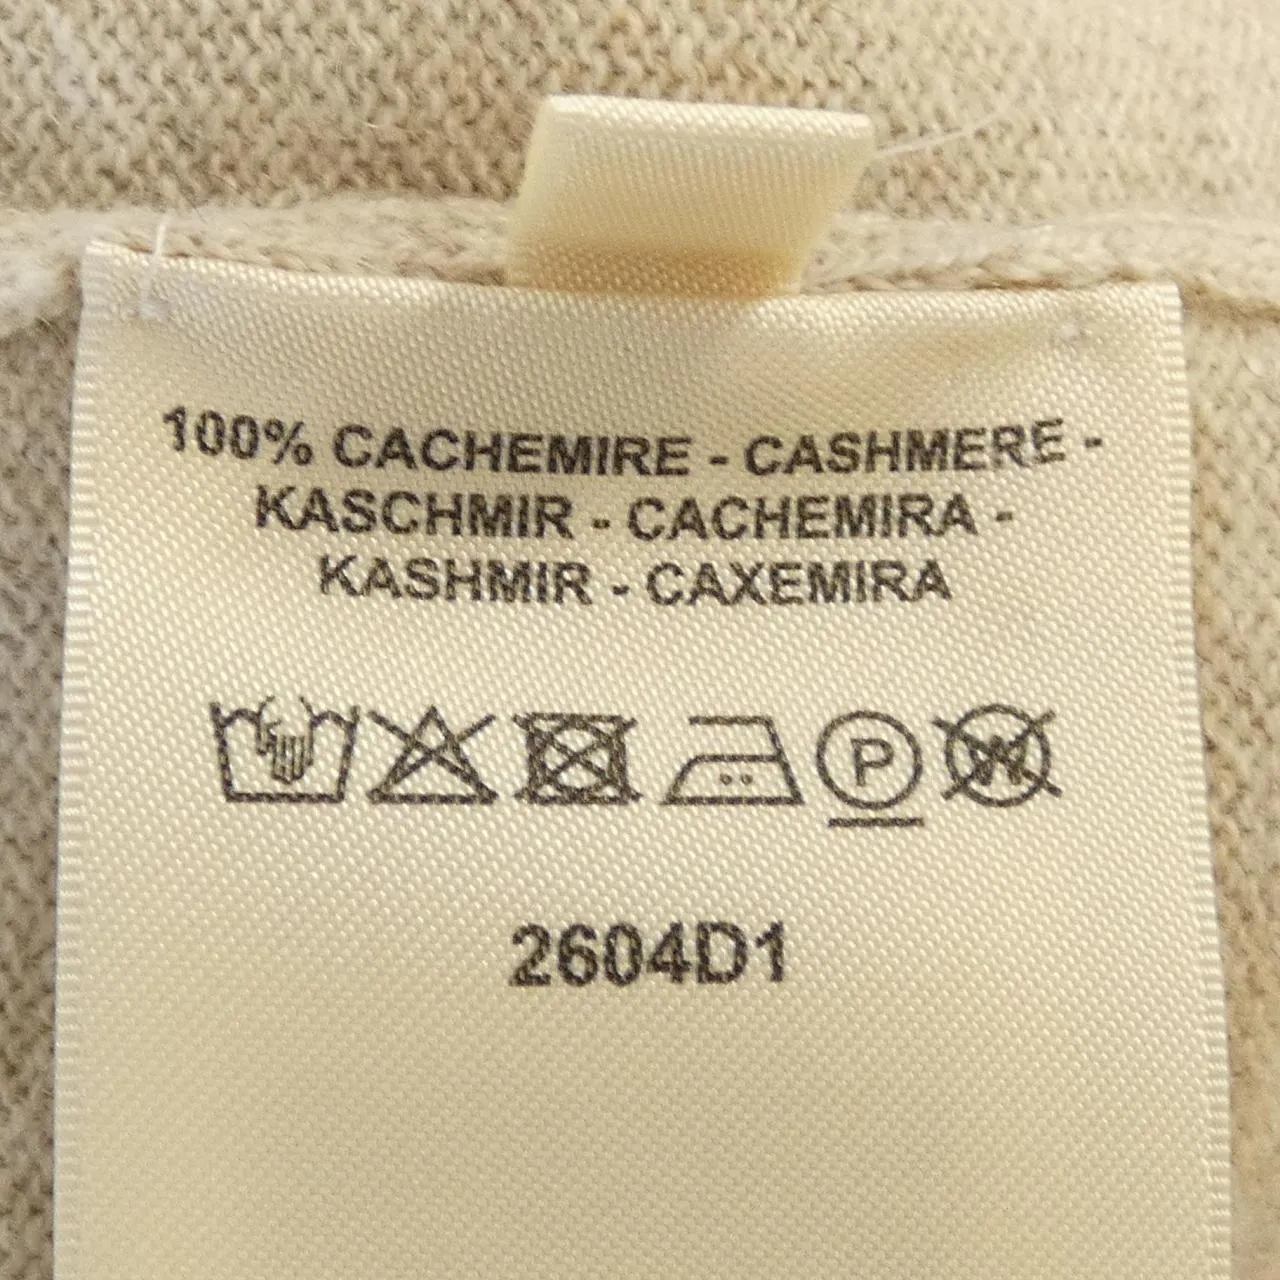 100% CACHEMIRE - CASHMERE -
KASCHMIR - CACHEMIRA -
KASHMIR - CAXEMIRA
P W
2604D1